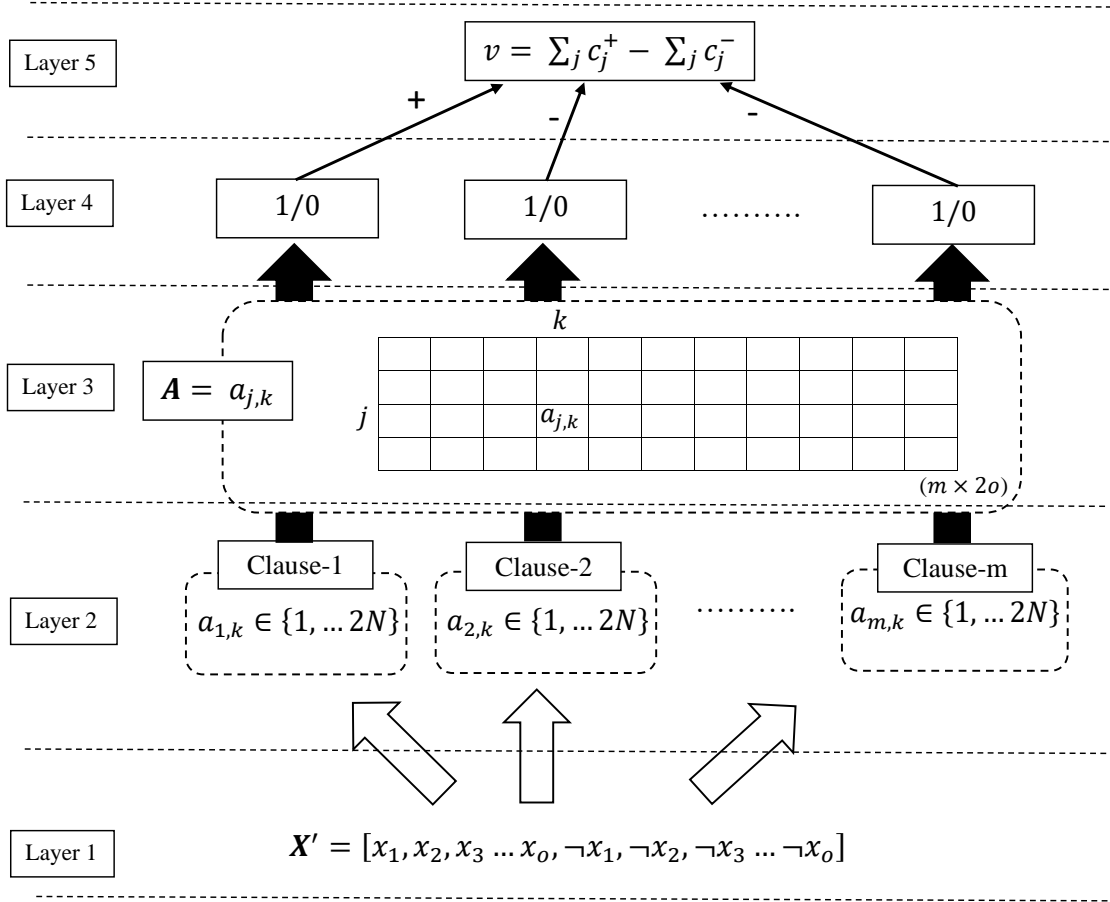 Layer 5
v = ∑_j c_j^+ − ∑_j c_j^−
+
-
-
Layer 4
1/0
1/0
..........
1/0
k
Layer 3
A = a_{j,k}
j
a_{j,k}
(m × 2o)
Clause-1
Clause-2
Clause-m
Layer 2
a_{1,k} ∈ {1, … 2N}
a_{2,k} ∈ {1, … 2N}
..........
a_{m,k} ∈ {1, … 2N}
Layer 1
X′ = [x_1, x_2, x_3 … x_o, ¬x_1, ¬x_2, ¬x_3 … ¬x_o]